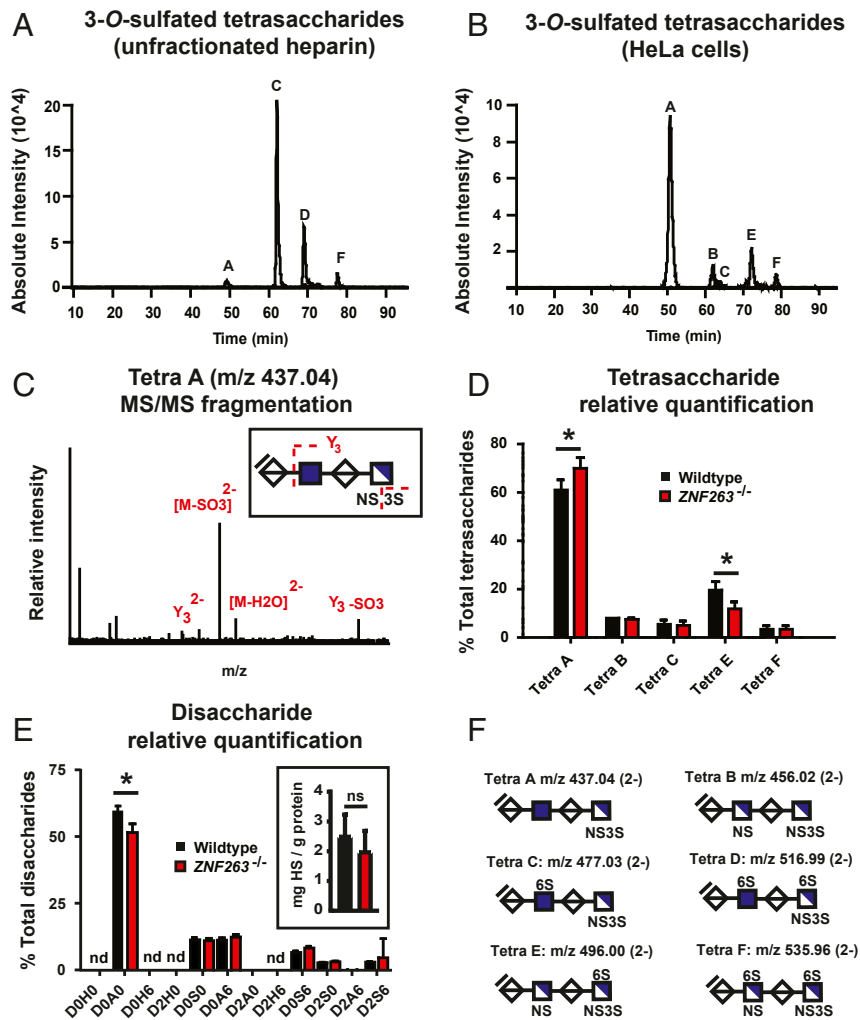 A
3-O-sulfated tetrasaccharides
(unfractionated heparin)
Absolute Intensity (10^4)
20
15
10
5
0
A
C
D
F
10 20 30 40 50 60 70 80 90
Time (min)
B
3-O-sulfated tetrasaccharides
(HeLa cells)
Absolute Intensity (10^4)
10
8
6
4
2
A
B
C
E
F
10 20 30 40 50 60 70 80 90
Time (min)
C
Tetra A (m/z 437.04)
MS/MS fragmentation
Relative intensity
Y3
NS 3S
[M-SO3]2-
Y3 2-
[M-H2O]2-
Y3 -SO3
m/z
D
Tetrasaccharide
relative quantification
% Total tetrasaccharides
80
60
40
20
0
*
*
Wildtype
ZNF263 -/-
Tetra A
Tetra B
Tetra C
Tetra E
Tetra F
E
Disaccharide
relative quantification
% Total disaccharides
75
50
25
0
*
Wildtype
ZNF263 -/-
nd
nd
nd
nd
nd
mg HS / g protein
4
3
2
1
0
ns
D0H0
D0A0
D0H6
D2H0
D0S0
D0A6
D2A0
D2H6
D0S6
D2S0
D2A6
D2S6
F
Tetra A m/z 437.04 (2-)
NS3S
Tetra B m/z 456.02 (2-)
NS
NS3S
Tetra C: m/z 477.03 (2-)
6S
NS3S
Tetra D: m/z 516.99 (2-)
6S
6S
NS3S
Tetra E: m/z 496.00 (2-)
6S
NS
NS3S
Tetra F: m/z 535.96 (2-)
6S
6S
NS
NS3S